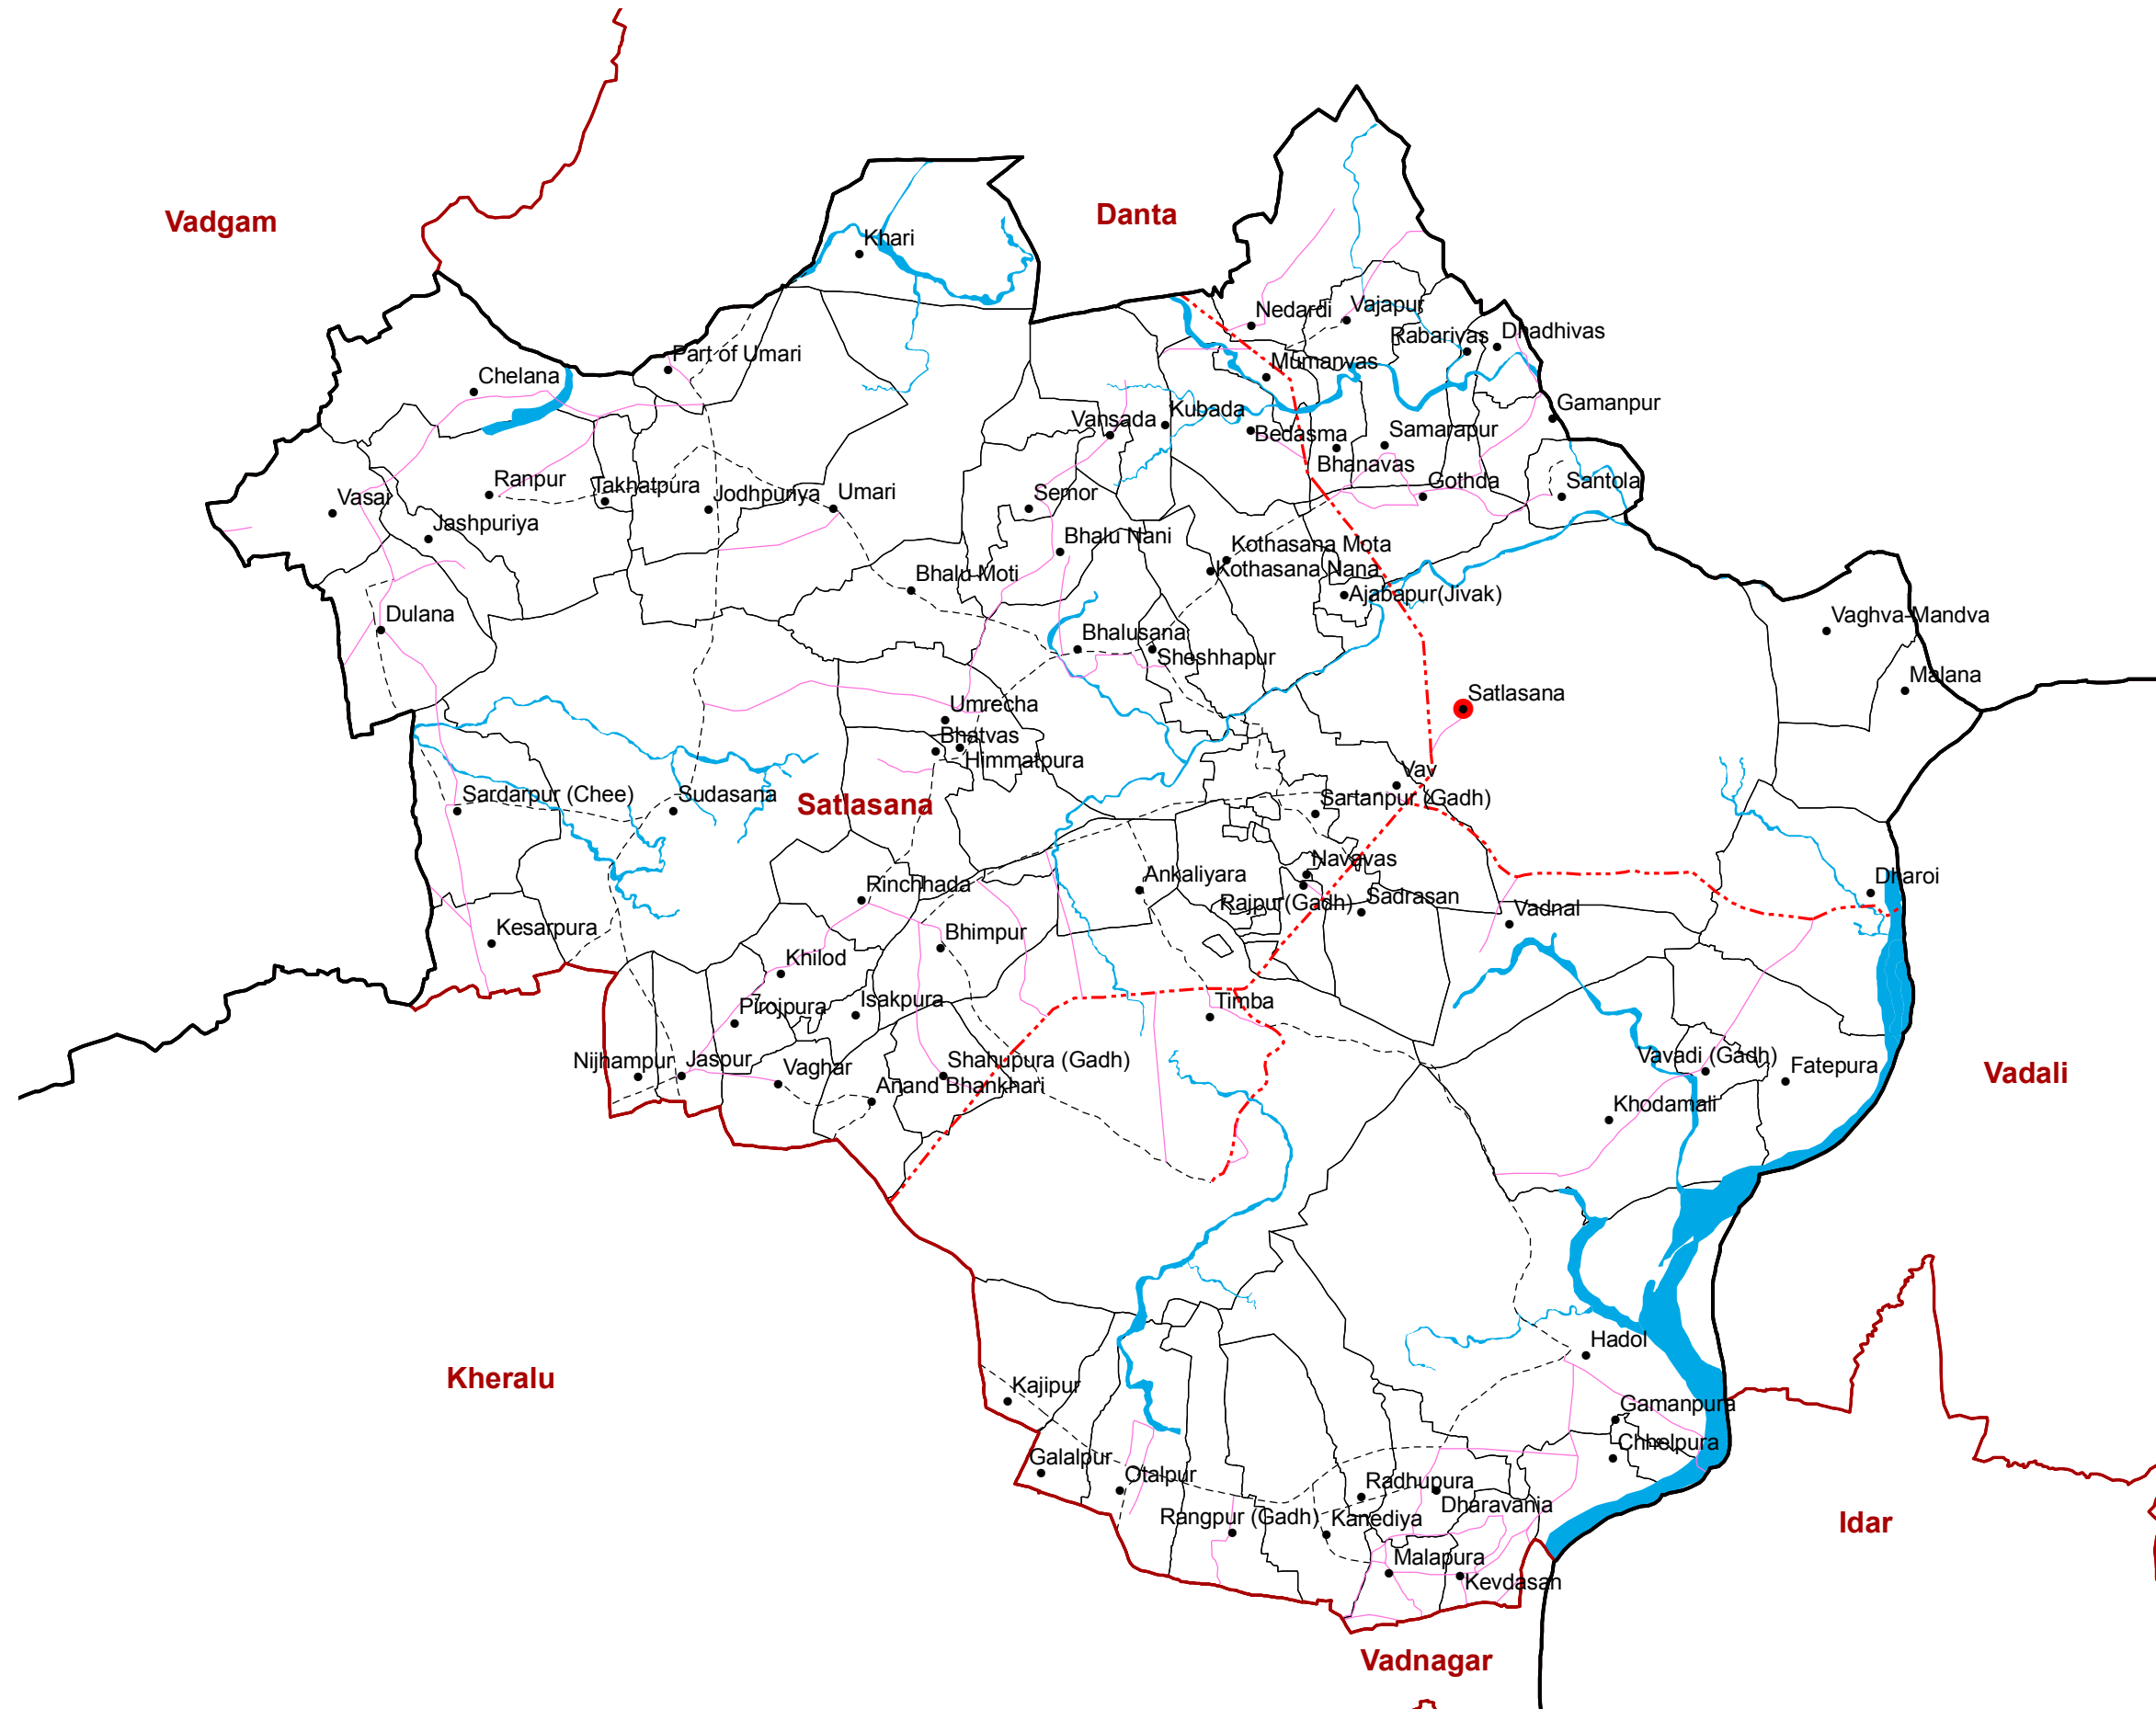 Vadgam
Danta
Khari
Nedardi
Vajapur
Rabarivas
Dhadhivas
Part of Umari
Mumanvas
Chelana
Gamanpur
Vansada
Kubada
Bedasma
Samarapur
Bhanavas
Ranpur
Takhatpura
Jodhpuriya
Umari
Semor
Gothda
Santola
Vasai
Jashpuriya
Bhalu Nani
Kothasana Mota
Kothasana Nana
Bhalu Moti
Ajabapur(Jivak)
Dulana
Vaghva-Mandva
Bhalusana
Sheshhapur
Malana
Satlasana
Umrecha
Bhatvas
Himmatpura
Vav
Sardarpur (Chee)
Sudasana
Satlasana
Sartanpur (Gadh)
Navavas
Ankaliyara
Rinchhada
Rajpur(Gadh)
Sadrasan
Dharoi
Vadnal
Kesarpura
Bhimpur
Khilod
Pirojpura
Isakpura
Timba
Nijhampur
Jaspur
Vaghar
Shahupura (Gadh)
Anand Bhankhari
Vavadi (Gadh)
Fatepura
Vadali
Khodamali
Hadol
Kheralu
Kajipur
Gamanpura
Chhelpura
Galalpur
Otalpur
Radhupura
Dharavania
Rangpur (Gadh)
Kanediya
Idar
Malapura
Kevdasan
Vadnagar